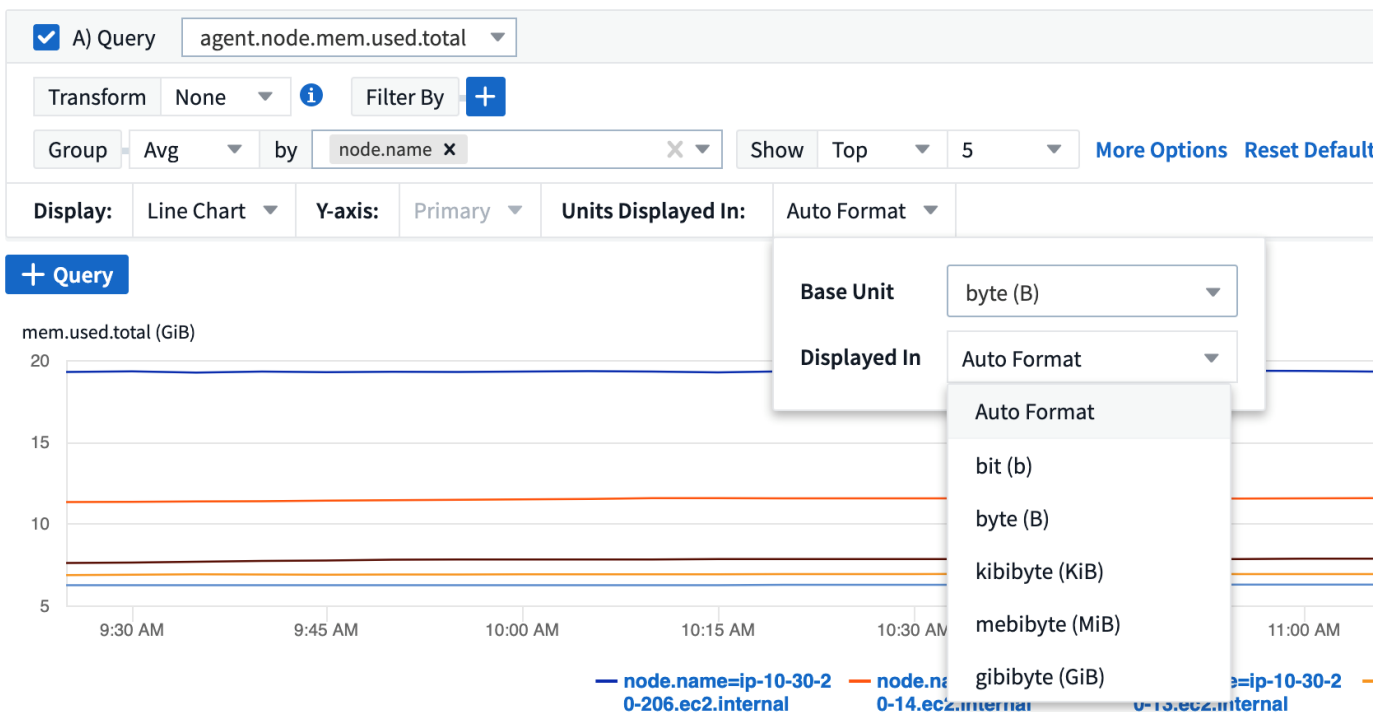 A) Query agent.node.mem.used.total
Transform None i Filter By +
Group Avg by node.name × × Show Top 5 More Options Reset Default
Display: Line Chart Y-axis: Primary Units Displayed In: Auto Format
+ Query
Base Unit byte (B)
Displayed In Auto Format
Auto Format
bit (b)
byte (B)
kibibyte (KiB)
mebibyte (MiB)
gibibyte (GiB)
mem.used.total (GiB)
20
15
10
5
9:30 AM 9:45 AM 10:00 AM 10:15 AM 10:30 AM 11:00 AM
node.name=ip-10-30-2 node.na e=ip-10-30-2
0-206.ec2.internal 0-14.ec2.internal 0-13.ec2.internal